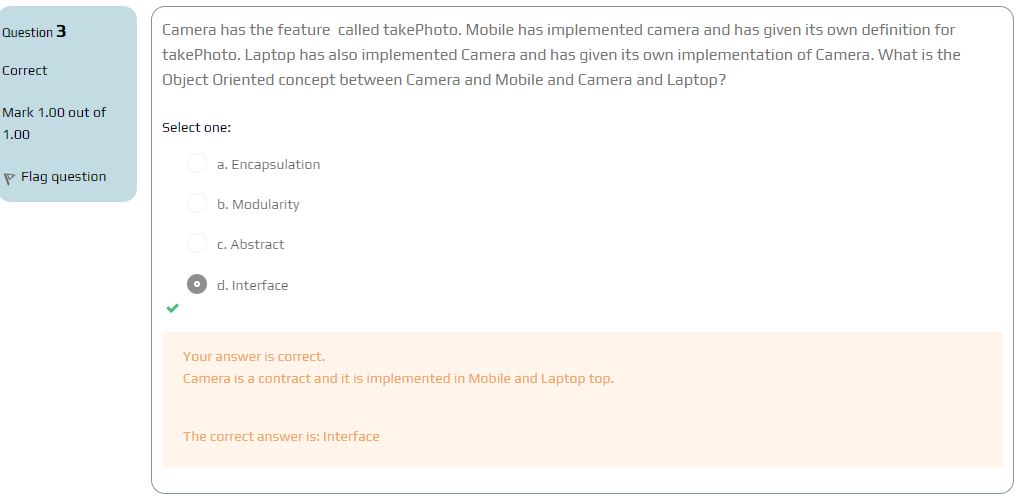 Question 3
Correct
Mark 1.00 out of
1.00
Flag question
Camera has the feature called takePhoto. Mobile has implemented camera and has given its own definition for
takePhoto. Laptop has also implemented Camera and has given its own implementation of Camera. What is the
Object Oriented concept between Camera and Mobile and Camera and Laptop?
Select one:
a. Encapsulation
b. Modularity
c. Abstract
d. Interface
Your answer is correct.
Camera is a contract and it is implemented in Mobile and Laptop top.
The correct answer is: Interface